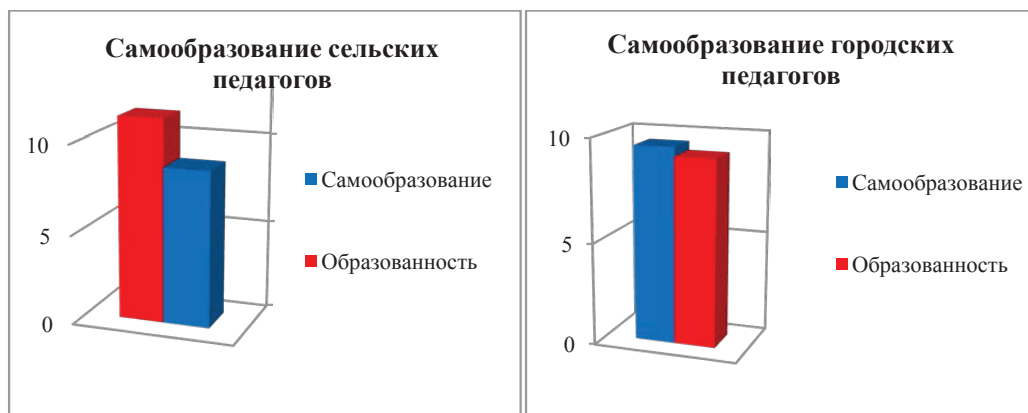 Самообразование сельских
педагогов
10
5
0
Самообразование
Образованность
Самообразование городских
педагогов
10
5
0
Самообразование
Образованность